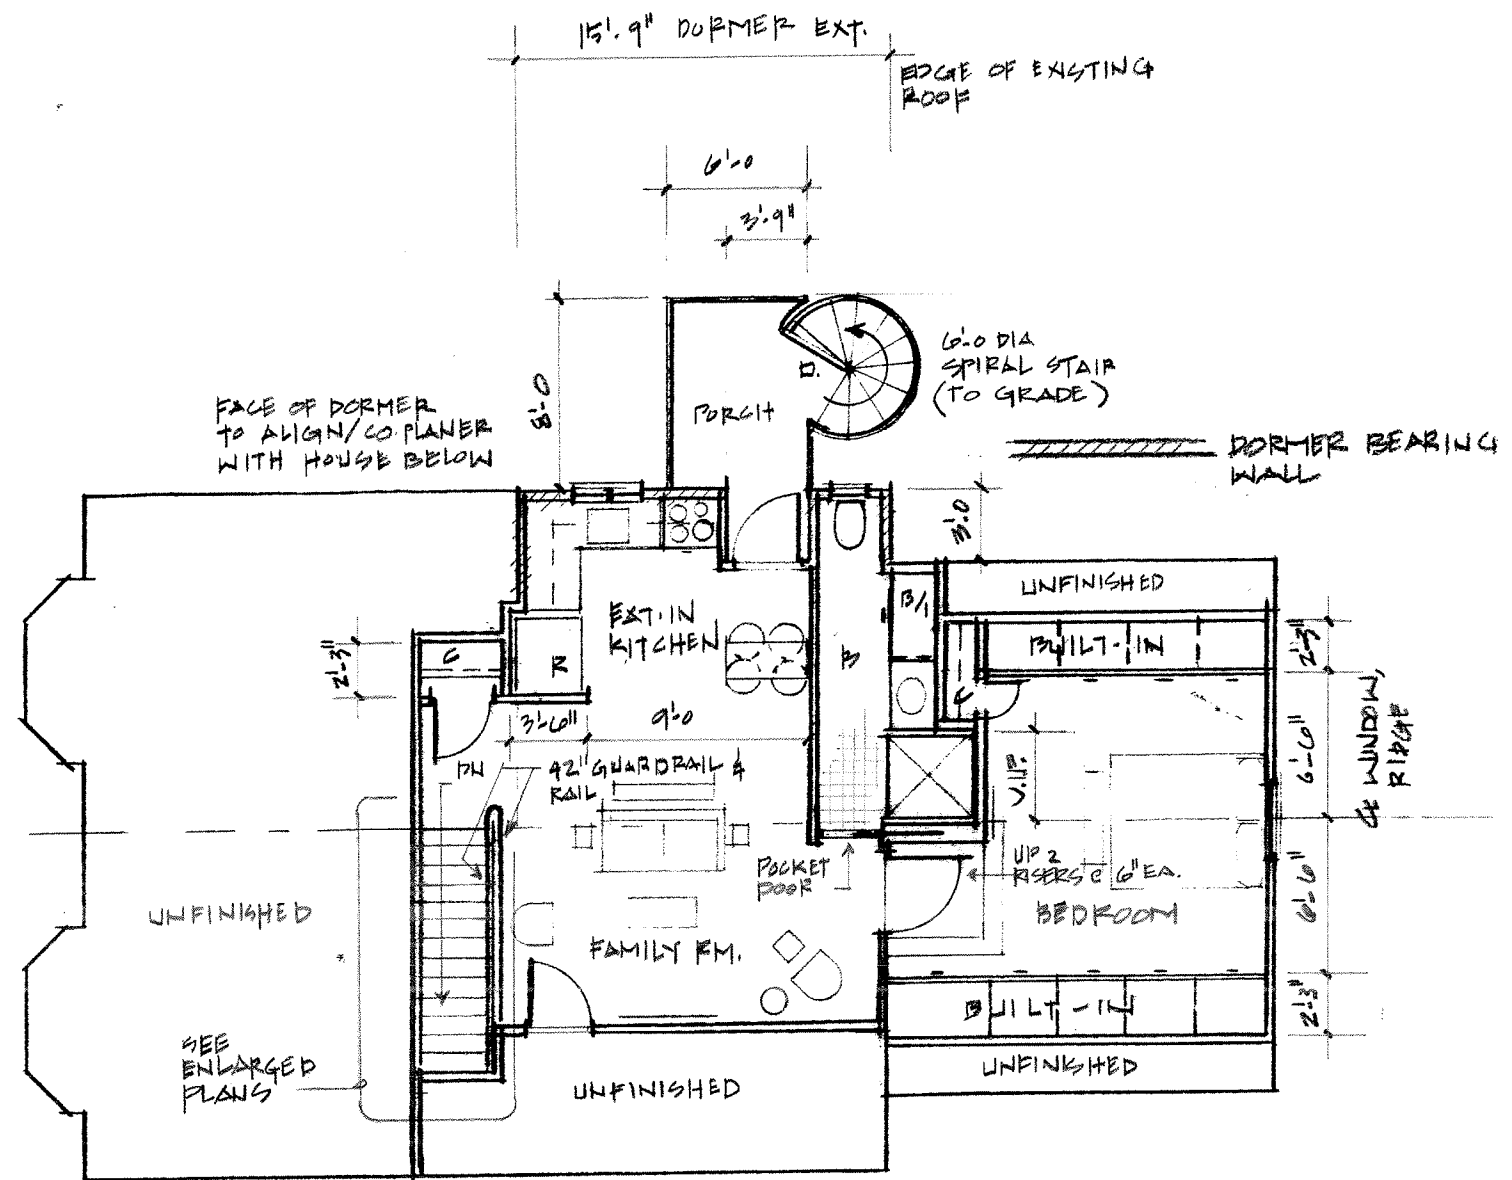 15'-9" DORMER EXT.
EDGE OF EXISTING
ROOF
6'-0
3'-9"
8'-0
6'-0 DIA
SPIRAL STAIR
(TO GRADE)
D.
PORCH
FACE OF DORMER
TO ALIGN/CO.PLANER
WITH HOUSE BELOW
DORMER BEARING
WALL
3'-0
UNFINISHED
B/I
EAT-IN
KITCHEN
BUILT-IN
2'-3"
2'-3"
C
R
B
C
3'-6"
9'-0
6'-6"
℄ WINDOW,
RIDGE
DN
42" GUARDRAIL &
RAIL
V.I.F.
POCKET
DOOR
UP 2
RISERS @ 6" EA.
6'-6"
UNFINISHED
BEDROOM
FAMILY RM.
BUILT-IN
2'-3"
SEE
ENLARGED
PLANS
UNFINISHED
UNFINISHED